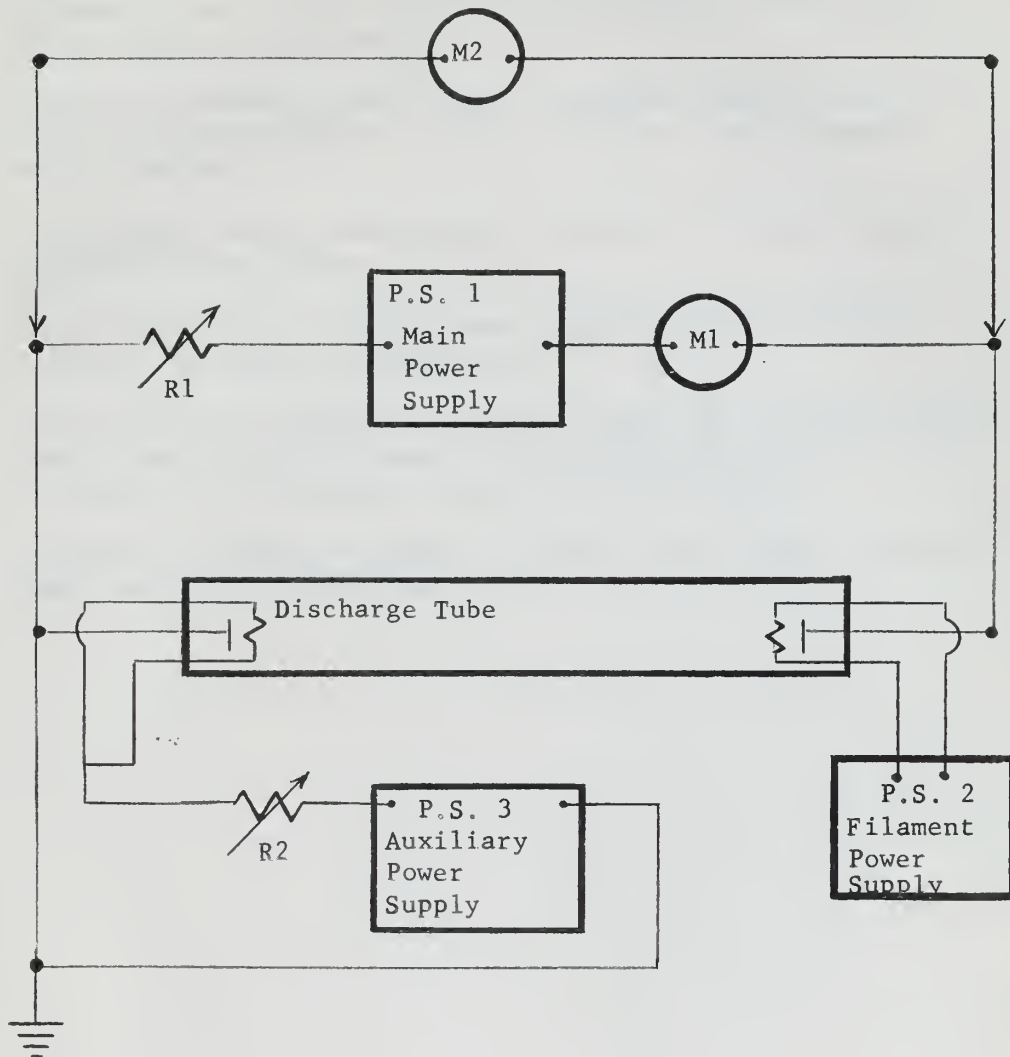 M2
P.S. 1
Main
Power
Supply
M1
R1
Discharge Tube
P.S. 3
Auxiliary
Power
Supply
R2
P.S. 2
Filament
Power
Supply